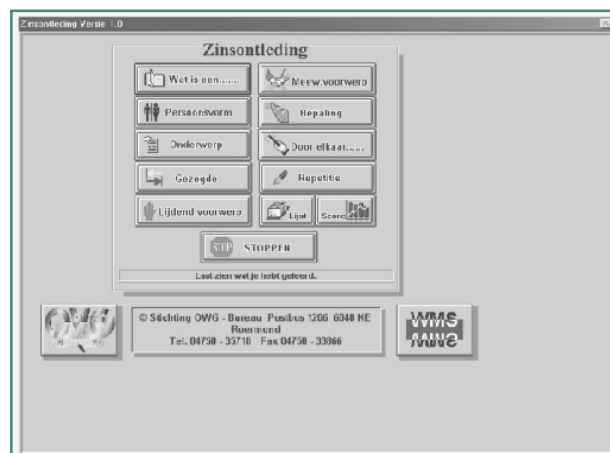 Zinsontleding Versie 1.0
Zinsontleding
Wat is een.......
Meew.voorwerp
Persoonsvorm
Bepaling
Onderwerp
Door elkaar......
Gezegde
Repetitie
Lijdend voorwerp
Lijst
Score
STP STOPPEN
Laat zien wat je hebt geleerd.
OWG
© Stichting OWG - Bureau Postbus 1206 6040 KE
Roermond
Tel. 04750 - 35718 Fax 04750 - 33866
WMS